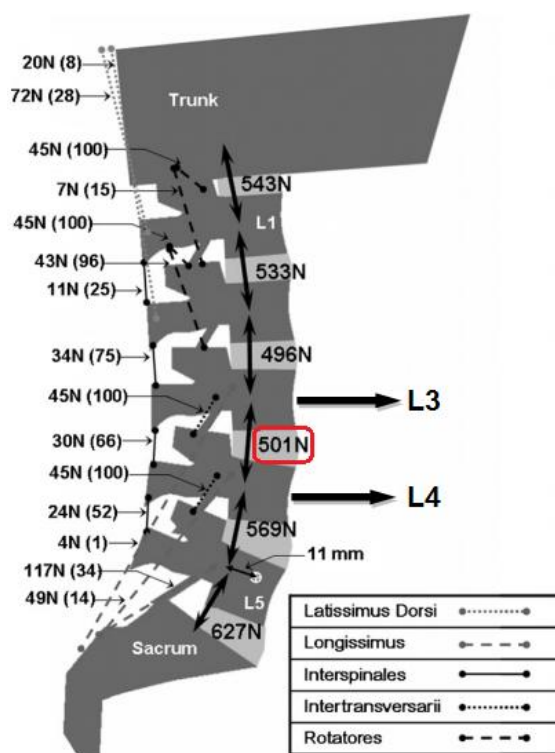 20N (8)
72N (28)
Trunk
45N (100)
543N
7N (15)
L1
45N (100)
43N (96)
533N
11N (25)
34N (75)
496N
45N (100)
L3
30N (66)
501N
45N (100)
L4
24N (52)
569N
4N (1)
11 mm
117N (34)
49N (14)
L5
627N
Sacrum
Latissimus Dorsi
Longissimus
Interspinales
Intertransversarii
Rotatores